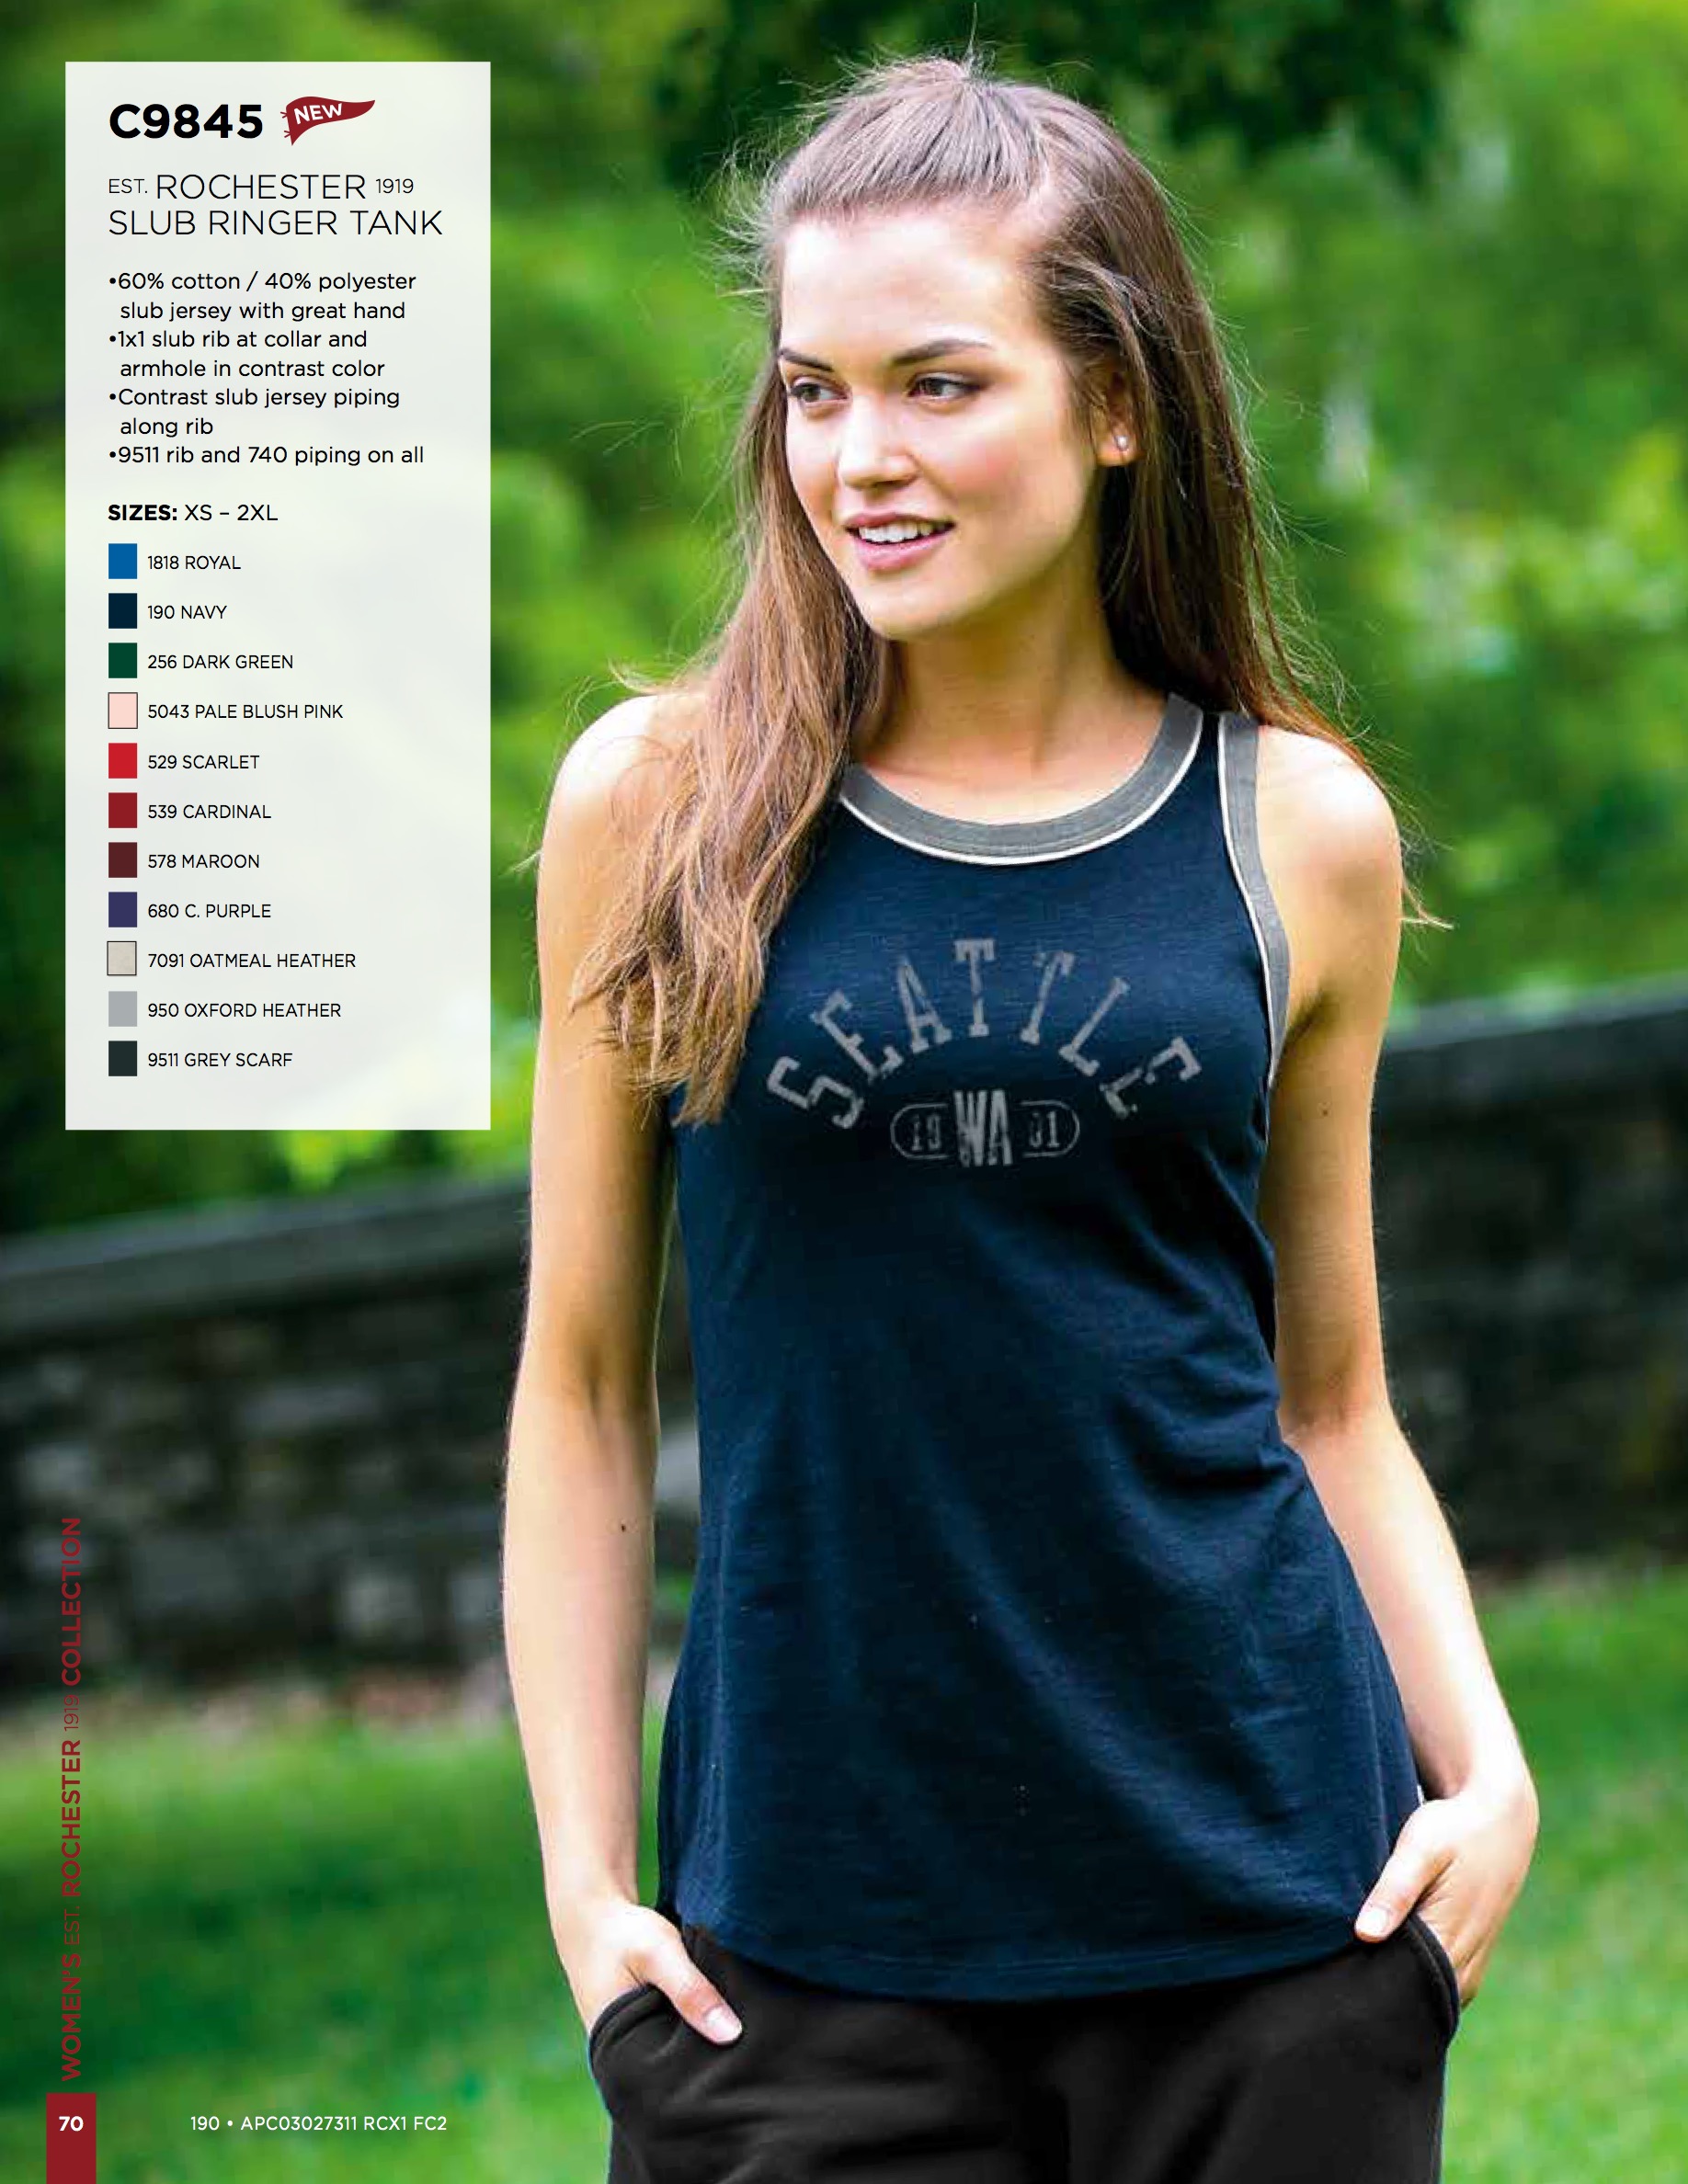 C9845 NEW
EST. ROCHESTER 1919
SLUB RINGER TANK
•60% cotton / 40% polyester
slub jersey with great hand
•1x1 slub rib at collar and
armhole in contrast color
•Contrast slub jersey piping
along rib
•9511 rib and 740 piping on all
SIZES: XS – 2XL
1818 ROYAL
190 NAVY
256 DARK GREEN
5043 PALE BLUSH PINK
529 SCARLET
539 CARDINAL
578 MAROON
680 C. PURPLE
7091 OATMEAL HEATHER
950 OXFORD HEATHER
9511 GREY SCARF
SEATTLE
19 WA
WOMEN'S EST. ROCHESTER 1919 COLLECTION
70
190 • APC03027311 RCX1 FC2